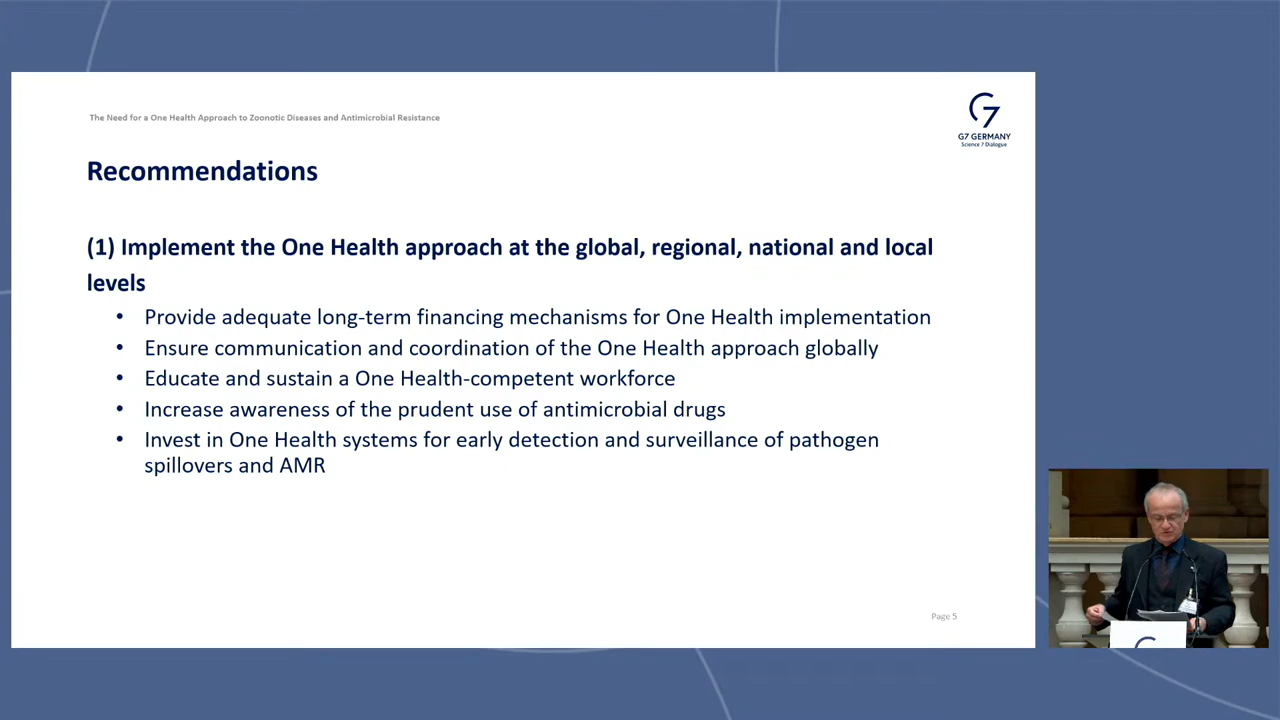 The Need for a One Health Approach to Zoonotic Diseases and Antimicrobial Resistance
G7
G7 GERMANY
Science 7 Dialogue
Recommendations
(1) Implement the One Health approach at the global, regional, national and local
levels
• Provide adequate long-term financing mechanisms for One Health implementation
• Ensure communication and coordination of the One Health approach globally
• Educate and sustain a One Health-competent workforce
• Increase awareness of the prudent use of antimicrobial drugs
• Invest in One Health systems for early detection and surveillance of pathogen
spillovers and AMR
Page 5